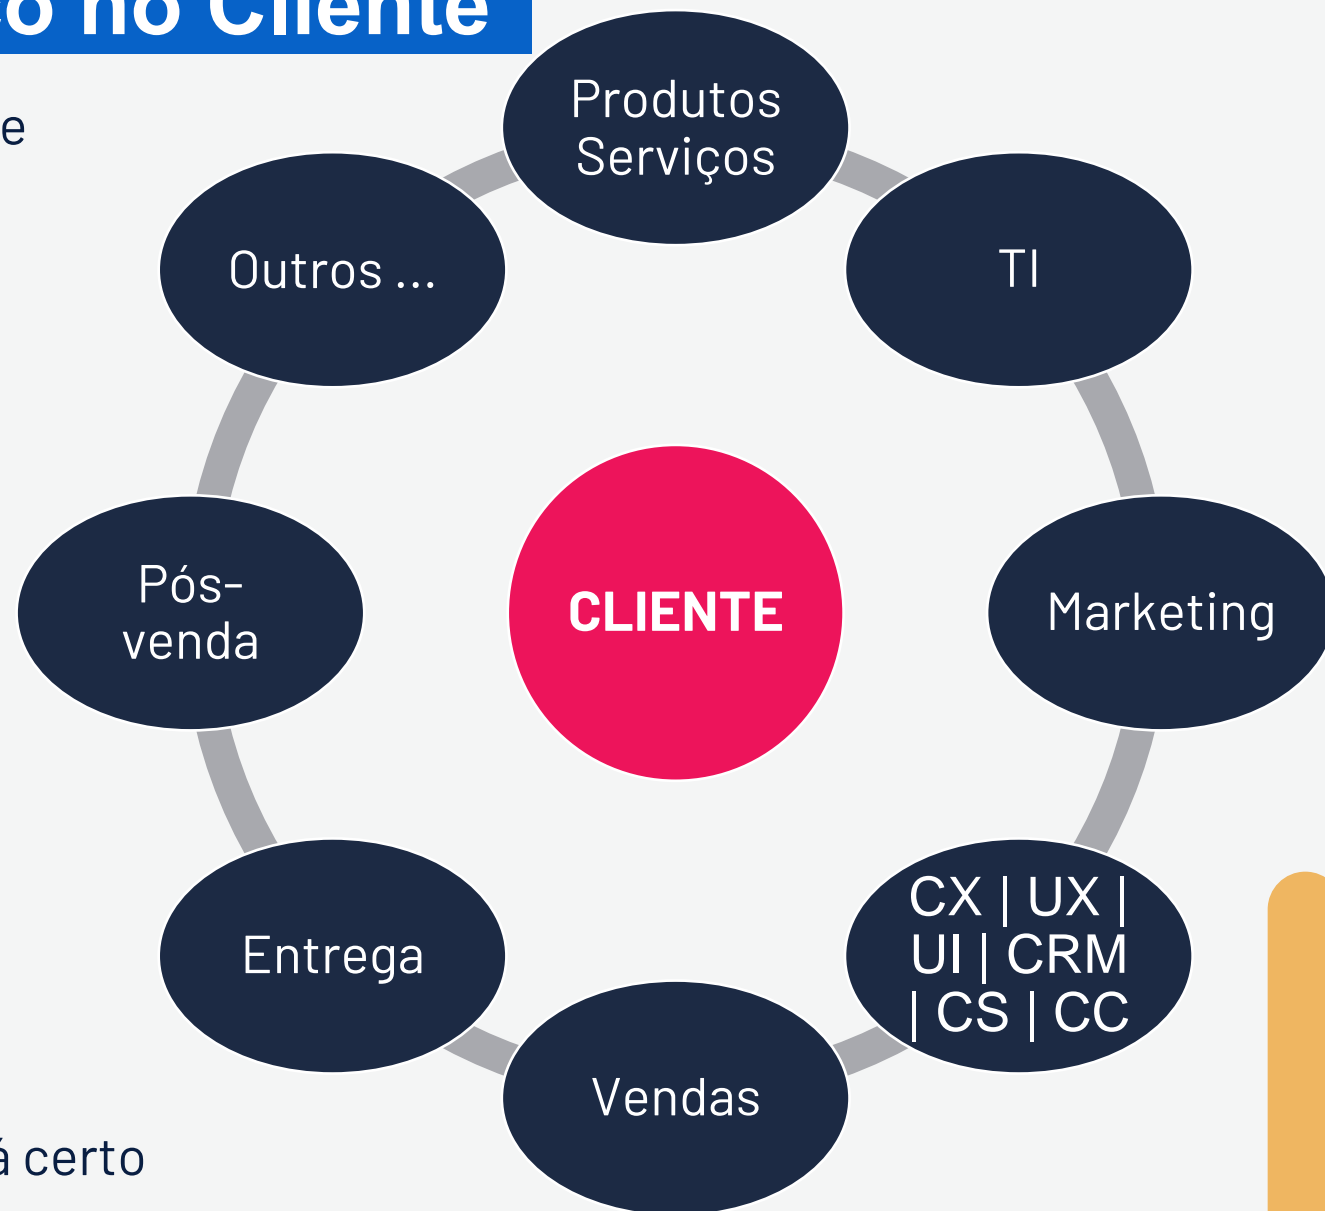 ço no Cliente
e
Produtos
Serviços
Outros ...
TI
Pós-
venda
CLIENTE
Marketing
Entrega
CX | UX |
UI | CRM
| CS | CC
Vendas
á certo